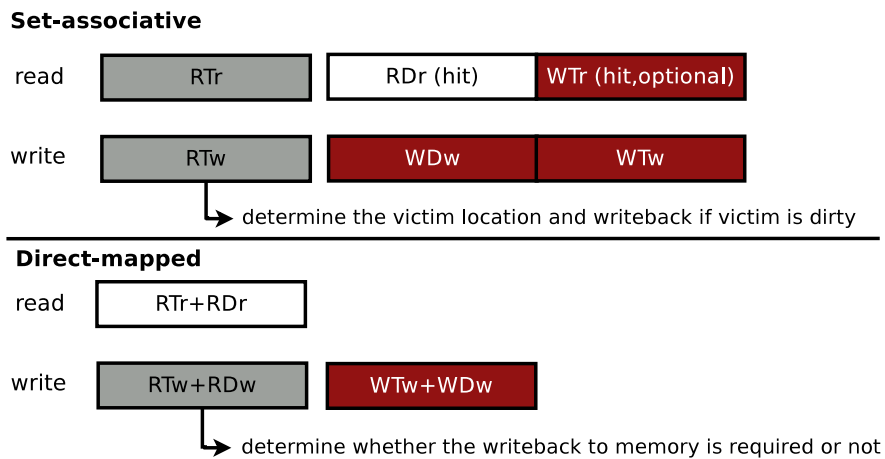 Set-associative
read RTr RDr (hit) WTr (hit,optional)
write RTw WDw WTw
determine the victim location and writeback if victim is dirty
Direct-mapped
read RTr+RDr
write RTw+RDw WTw+WDw
determine whether the writeback to memory is required or not